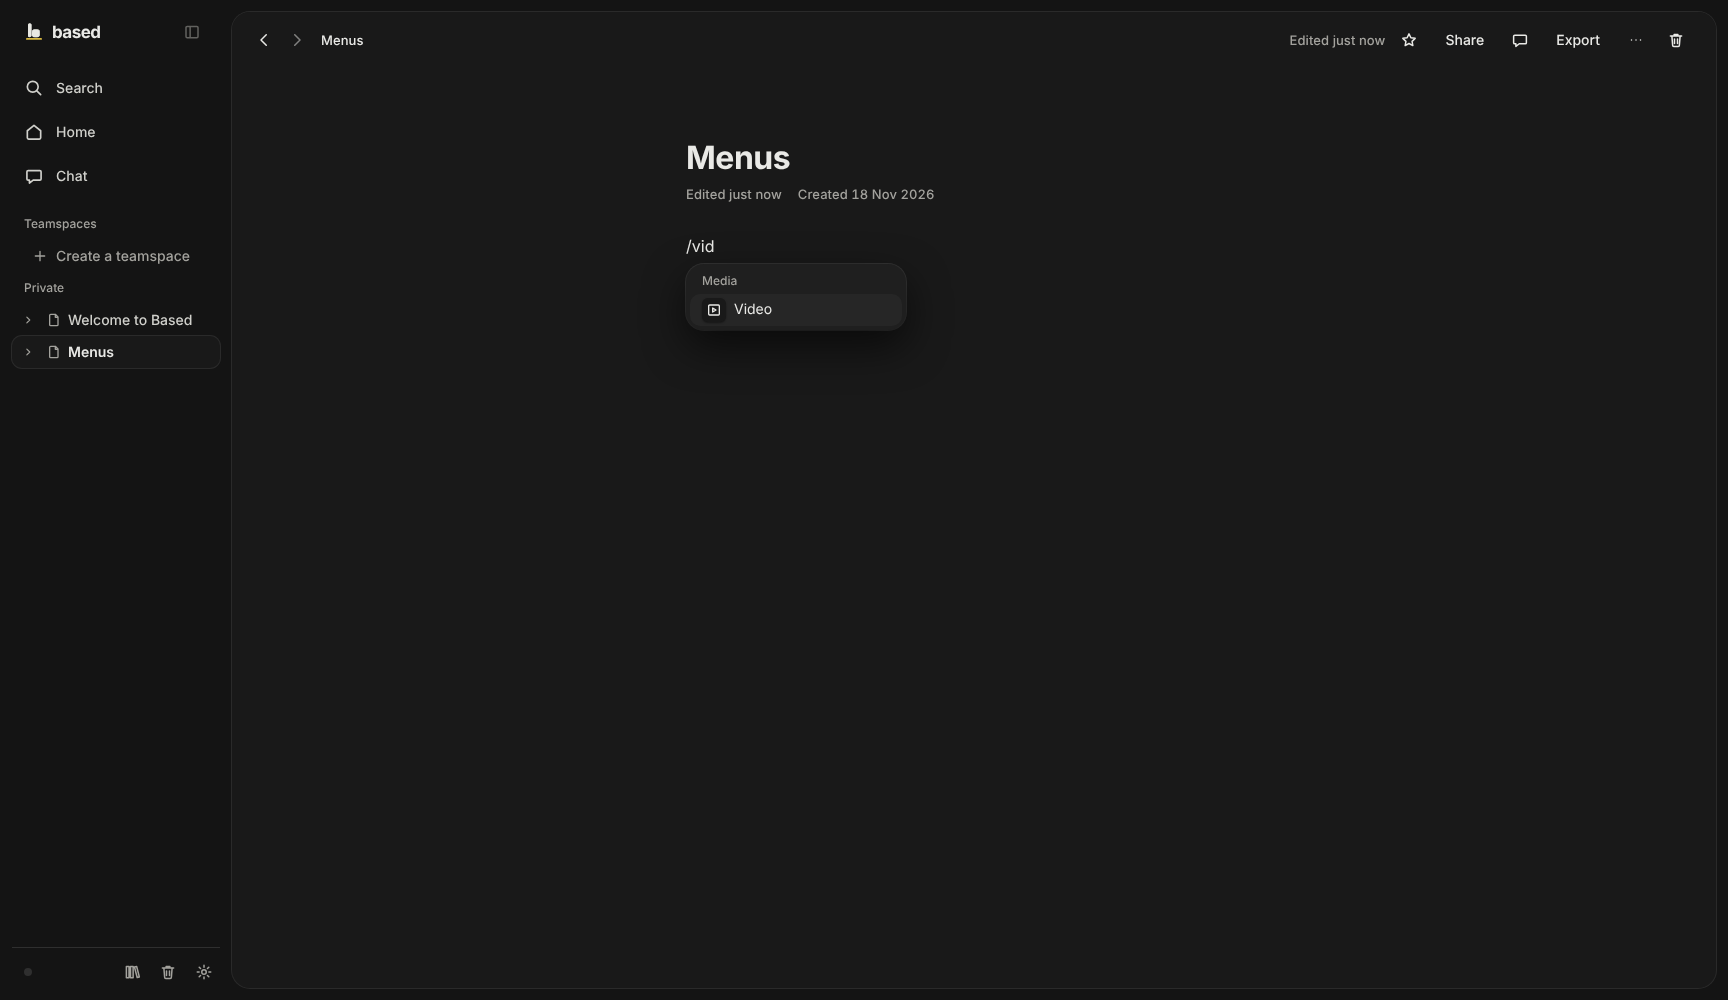 based
Search
Home
Chat
Teamspaces
Create a teamspace
Private
Welcome to Based
Menus
Menus
Edited just now
Share
Export
Menus
Edited just now Created 18 Nov 2026
/vid
Media
Video